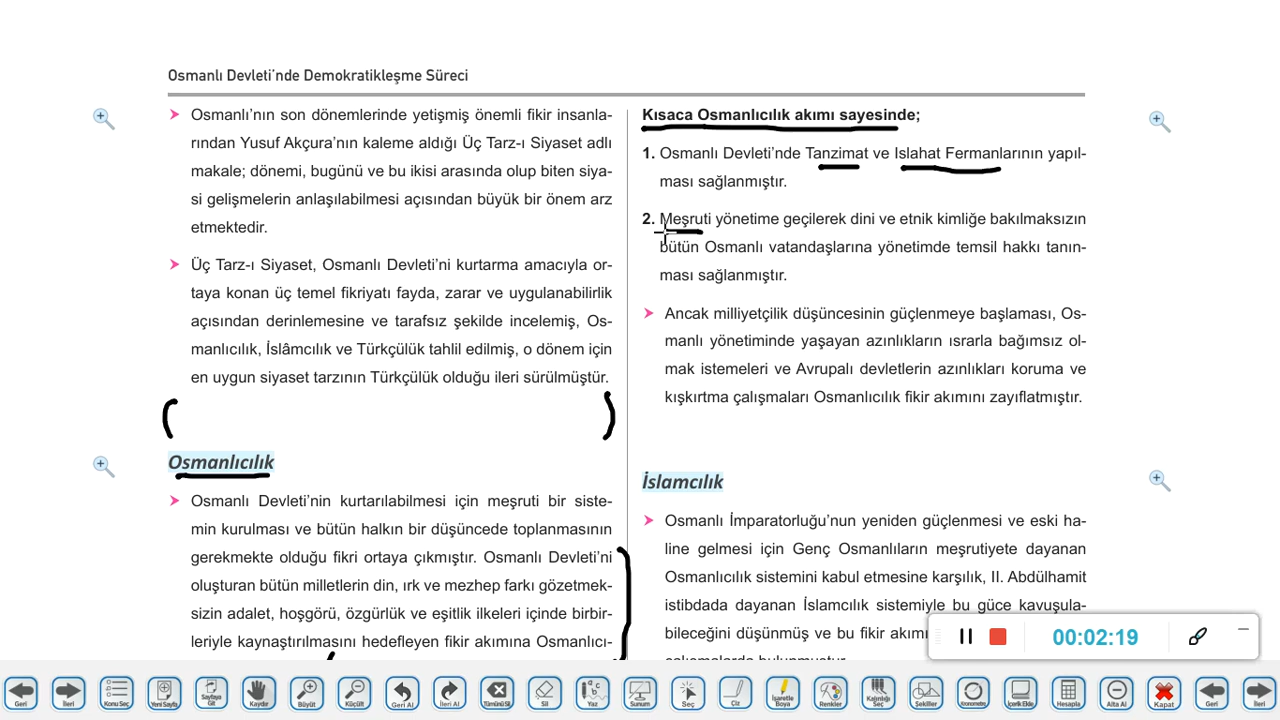 Osmanlı Devleti'nde Demokratikleşme Süreci
Osmanlı'nın son dönemlerinde yetişmiş önemli fikir insanla-
rından Yusuf Akçura'nın kaleme aldığı Üç Tarz-ı Siyaset adlı
makale; dönemi, bugünü ve bu ikisi arasında olup biten siya-
si gelişmelerin anlaşılabilmesi açısından büyük bir önem arz
etmektedir.
Üç Tarz-ı Siyaset, Osmanlı Devleti'ni kurtarma amacıyla or-
taya konan üç temel fikriyatı fayda, zarar ve uygulanabilirlik
açısından derinlemesine ve tarafsız şekilde incelemiş, Os-
manlıcılık, İslâmcılık ve Türkçülük tahlil edilmiş, o dönem için
en uygun siyaset tarzının Türkçülük olduğu ileri sürülmüştür.
Osmanlıcılık
Osmanlı Devleti'nin kurtarılabilmesi için meşruti bir siste-
min kurulması ve bütün halkın bir düşüncede toplanmasının
gerekmekte olduğu fikri ortaya çıkmıştır. Osmanlı Devleti'ni
oluşturan bütün milletlerin din, ırk ve mezhep farkı gözetmek-
sizin adalet, hoşgörü, özgürlük ve eşitlik ilkeleri içinde birbir-
leriyle kaynaştırılmasını hedefleyen fikir akımına Osmanlıcı-
Kısaca Osmanlıcılık akımı sayesinde;
1. Osmanlı Devleti'nde Tanzimat ve Islahat Fermanlarının yapıl-
ması sağlanmıştır.
2. Meşruti yönetime geçilerek dini ve etnik kimliğe bakılmaksızın
bütün Osmanlı vatandaşlarına yönetimde temsil hakkı tanın-
ması sağlanmıştır.
Ancak milliyetçilik düşüncesinin güçlenmeye başlaması, Os-
manlı yönetiminde yaşayan azınlıkların ısrarla bağımsız ol-
mak istemeleri ve Avrupalı devletlerin azınlıkları koruma ve
kışkırtma çalışmaları Osmanlıcılık fikir akımını zayıflatmıştır.
İslamcılık
Osmanlı İmparatorluğu'nun yeniden güçlenmesi ve eski ha-
line gelmesi için Genç Osmanlıların meşrutiyete dayanan
Osmanlıcılık sistemini kabul etmesine karşılık, II. Abdülhamit
istibdada dayanan İslamcılık sistemiyle bu güce kavuşula-
bileceğini düşünmüş ve bu fikir akımı
00:02:19
Geri İleri Konu Seç Yeni Sayfa Sayfaya Git Kaydır Büyüt Küçült Geri Al İleri Al Tümünü Sil Sil Yaz Sunum Seç Çiz İşaretle Boya Renkler Kalınlığı Seç Şekiller Kronometre İçerik Ekle Hesapla Alta Al Kapat Geri İleri